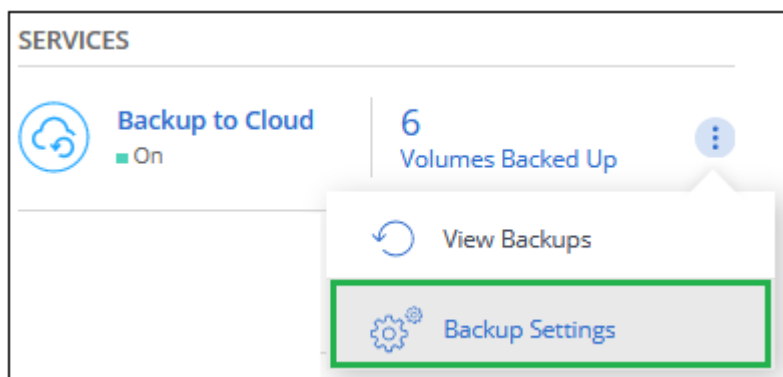 SERVICES
Backup to Cloud
On
6
Volumes Backed Up
View Backups
Backup Settings